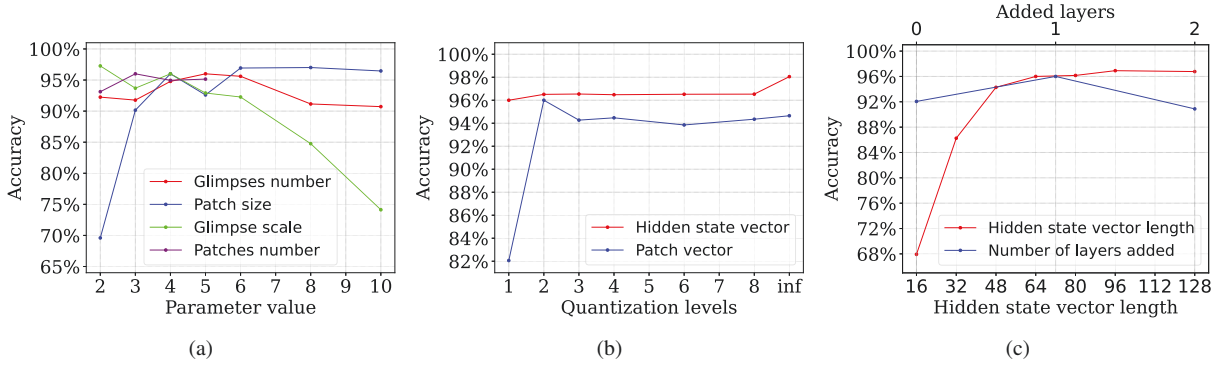 100%
95%
90%
85%
80%
75%
70%
65%
Accuracy
Glimpses number
Patch size
Glimpse scale
Patches number
2 3 4 5 6 7 8 9 10
Parameter value
(a)
100%
98%
96%
94%
92%
90%
88%
86%
84%
82%
Accuracy
Hidden state vector
Patch vector
1 2 3 4 5 6 7 8 inf
Quantization levels
(b)
Added layers
0 1 2
100%
96%
92%
88%
84%
80%
76%
72%
68%
Accuracy
Hidden state vector length
Number of layers added
16 32 48 64 80 96 112 128
Hidden state vector length
(c)